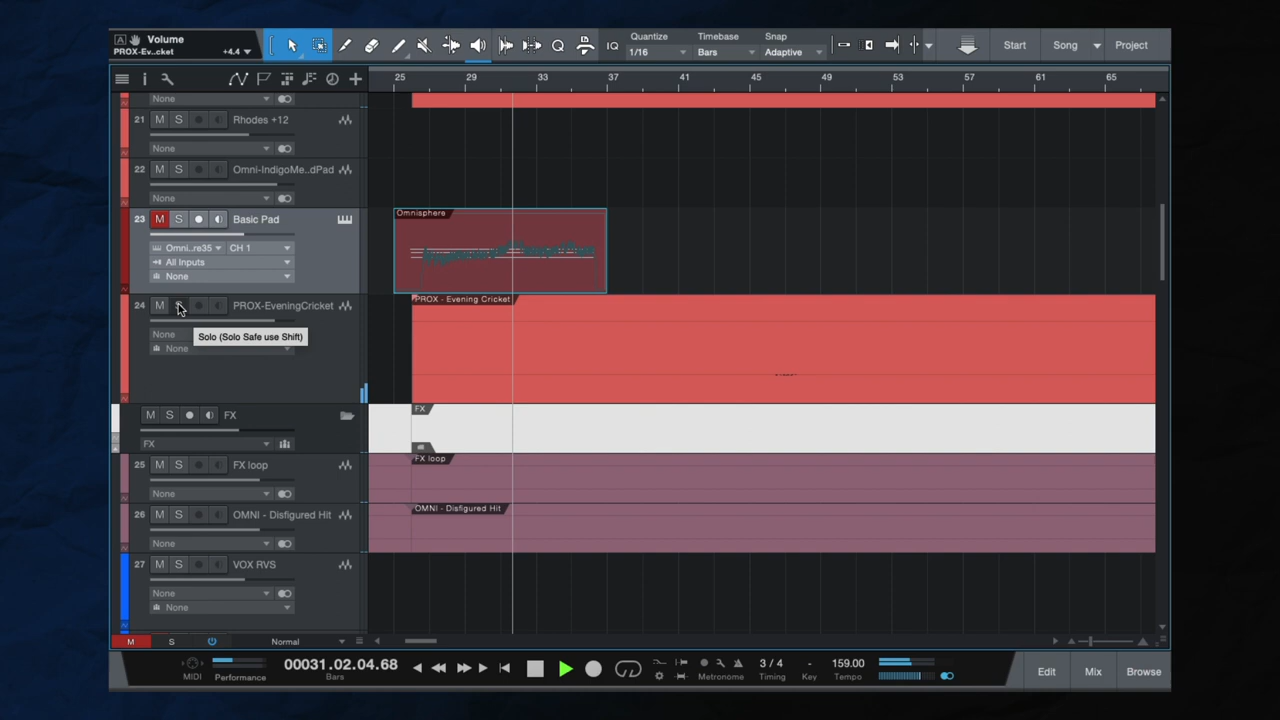 Volume
PROX-Ev..cket +4.4
IQ
Quantize
1/16
Timebase
Bars
Snap
Adaptive
Start
Song
Project
25 29 33 37 41 45 49 53 57 61 65
None
21 M S Rhodes +12
None
22 M S Omni-IndigoMe..dPad
None
23 M S Basic Pad
Omni..re35 CH 1
All Inputs
None
Omnisphere
24 M S PROX-EveningCricket
None
None
Solo (Solo Safe use Shift)
PROX - Evening Cricket
M S FX
FX
FX
25 M S FX loop
None
FX loop
26 M S OMNI - Disfigured Hit
None
OMNI - Disfigured Hit
27 M S VOX RVS
None
None
M S Normal
MIDI
Performance
00031.02.04.68
Bars
Metronome
3 / 4
Timing
-
Key
159.00
Tempo
Edit
Mix
Browse